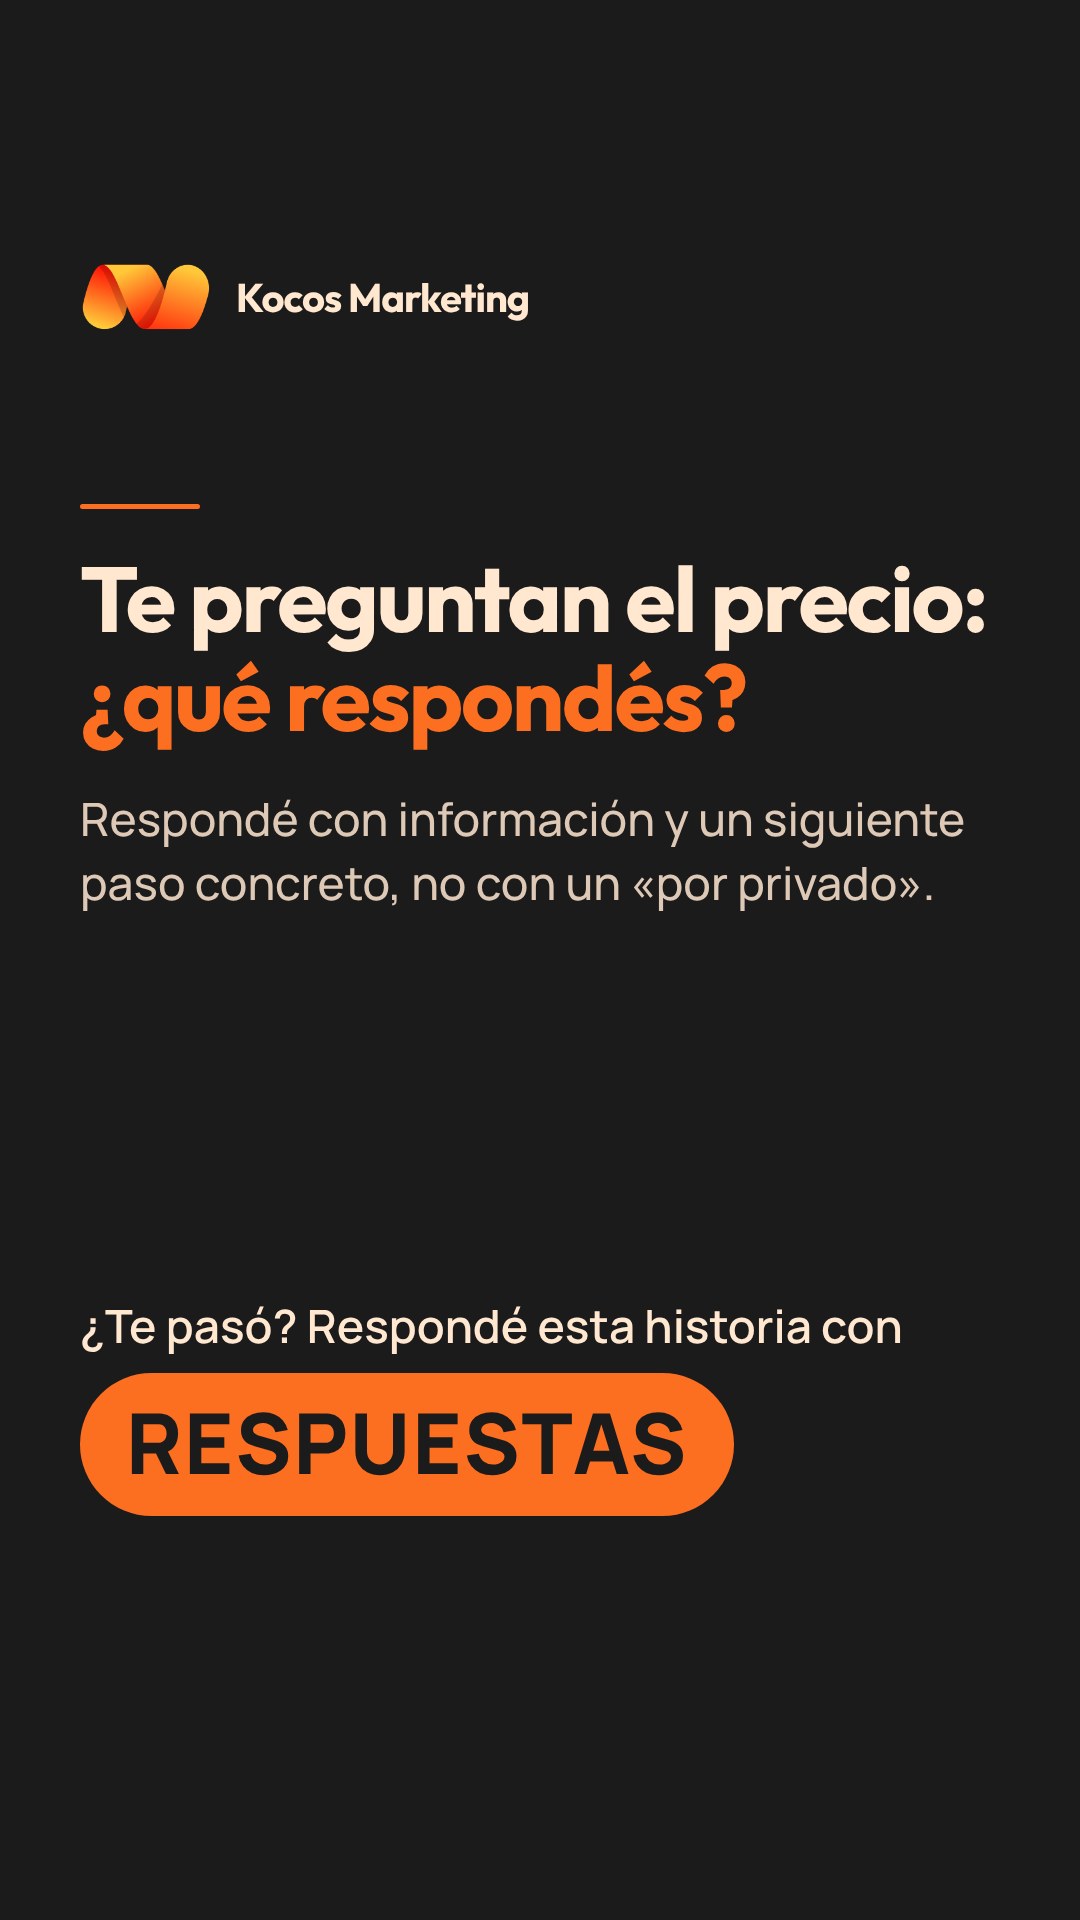 Kocos Marketing
Te preguntan el precio:
¿qué respondés?
Respondé con información y un siguiente
paso concreto, no con un «por privado».
¿Te pasó? Respondé esta historia con
RESPUESTAS